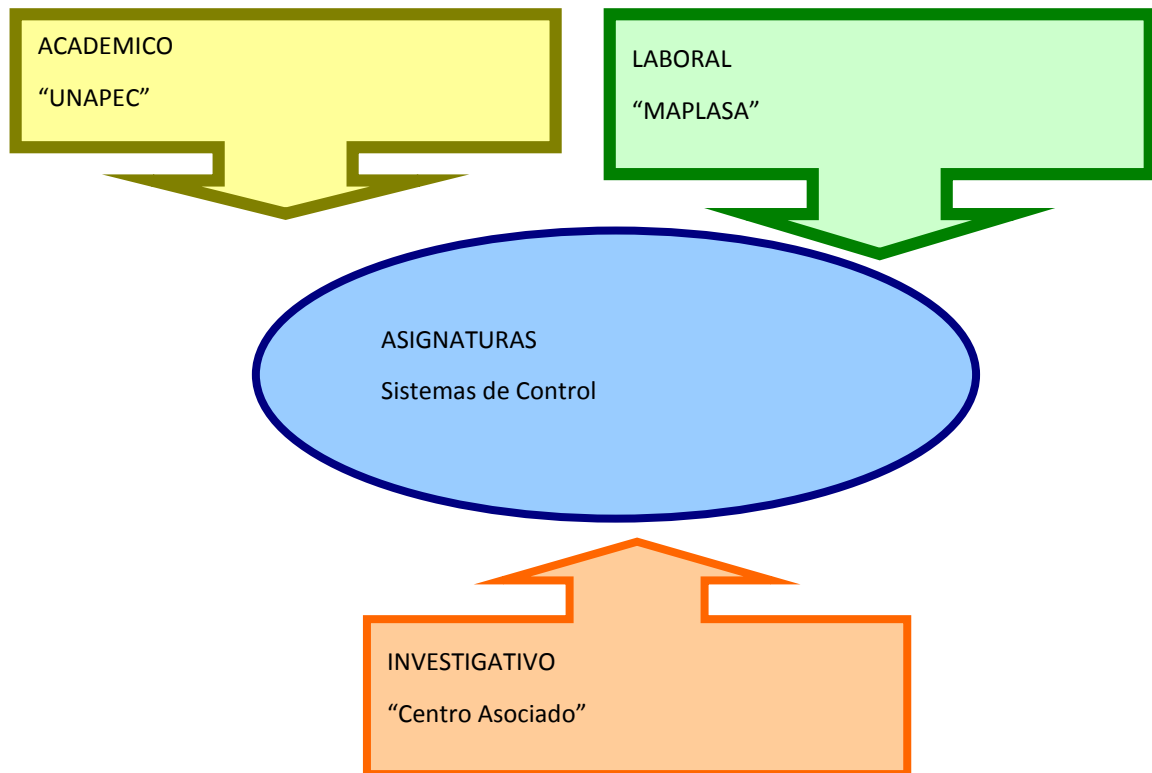 ACADEMICO
“UNAPEC”
LABORAL
“MAPLASA”
ASIGNATURAS
Sistemas de Control
INVESTIGATIVO
“Centro Asociado”